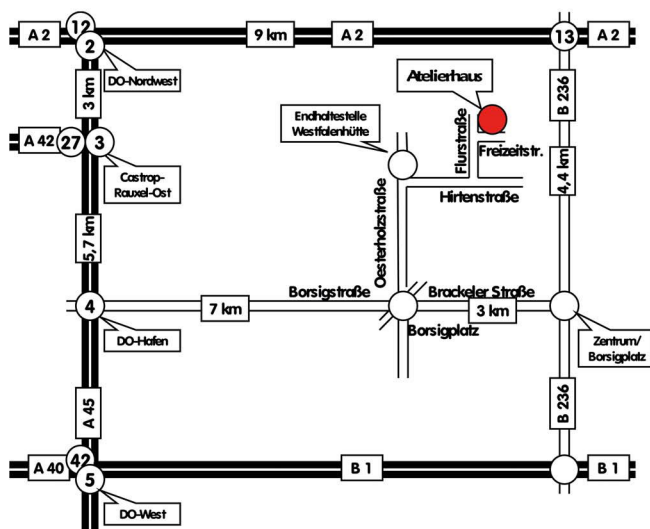 12
A 2
9 km
A 2
13
A 2
2
DO-Nordwest
3 km
B 236
Atelierhaus
Endhaltestelle
Westfalenhütte
A 42
27
3
Castrop-
Rauxel-Ost
Flurstraße
Freizeitstr.
4,4 km
Hirtenstraße
Oesterholzstraße
5,7 km
Borsigstraße
Brackeler Straße
4
7 km
3 km
Borsigplatz
DO-Hafen
Zentrum/
Borsigplatz
A 45
B 236
A 40
42
B 1
B 1
5
DO-West